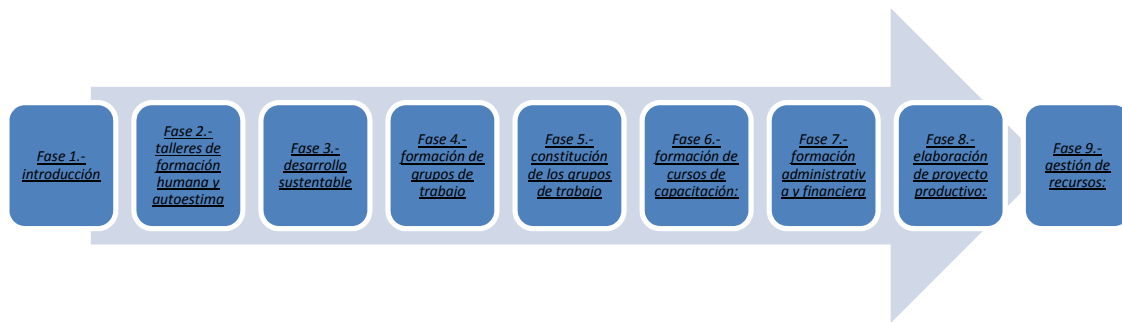 Fase 1.-
introducción
Fase 2.-
talleres de
formación
humana y
autoestima
Fase 3.-
desarrollo
sustentable
Fase 4.-
formación de
grupos de
trabajo
Fase 5.-
constitución
de los grupos
de trabajo
Fase 6.-
formación de
cursos de
capacitación:
Fase 7.-
formación
administrativ
a y financiera
Fase 8.-
elaboración
de proyecto
productivo:
Fase 9.-
gestión de
recursos: